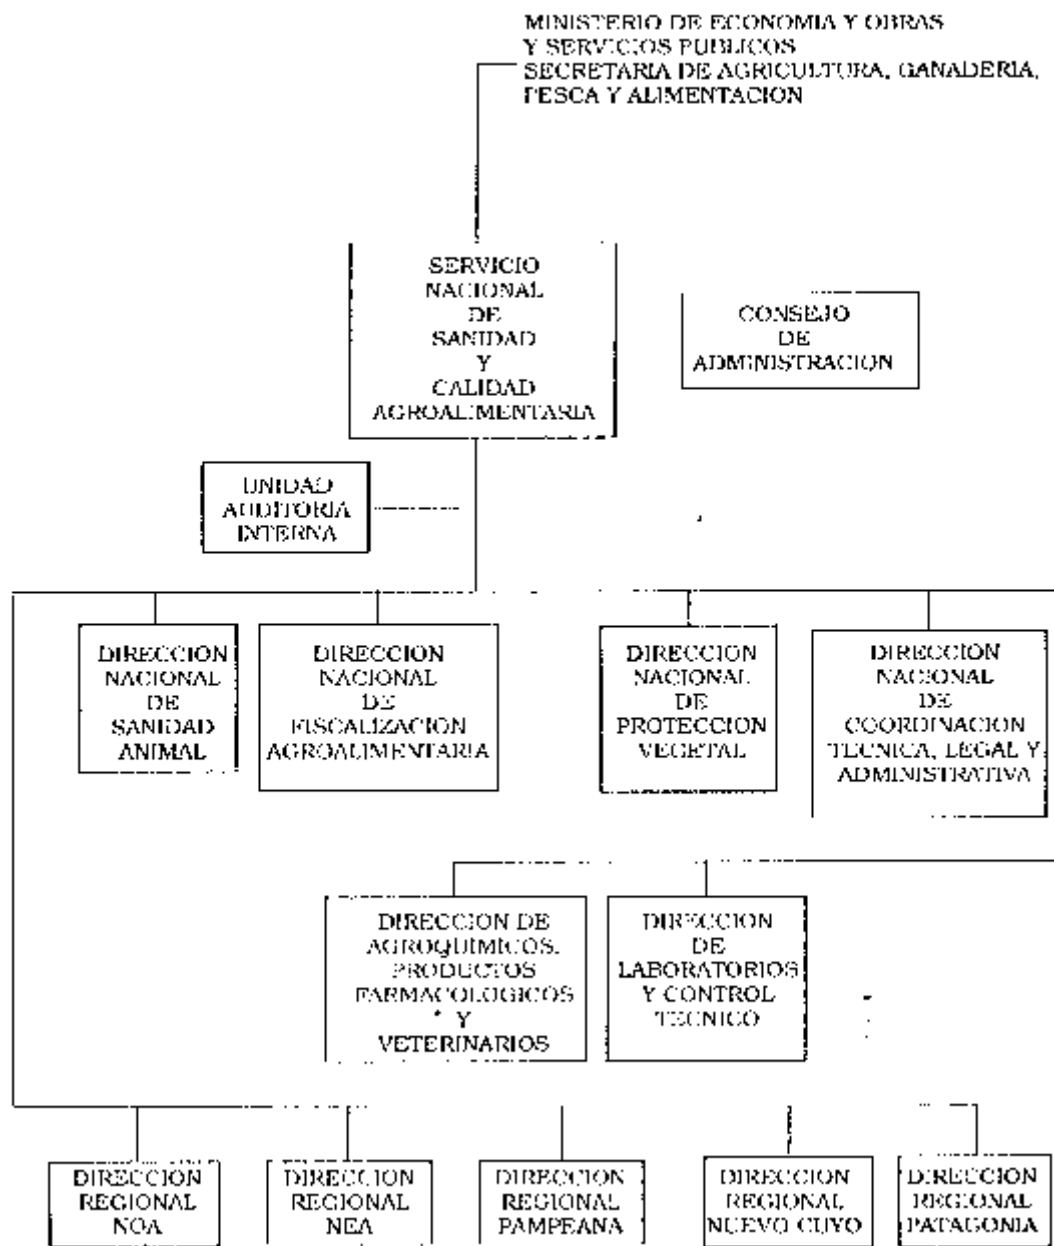 MINISTERIO DE ECONOMIA Y OBRAS
Y SERVICIOS PUBLICOS
SECRETARIA DE AGRICULTURA, GANADERIA,
PESCA Y ALIMENTACION
SERVICIO
NACIONAL
DE
SANIDAD
Y
CALIDAD
AGROALIMENTARIA
CONSEJO
DE
ADMINISTRACION
UNIDAD
AUDITORIA
INTERNA
DIRECCION
NACIONAL
DE
SANIDAD
ANIMAL
DIRECCION
NACIONAL
DE
FISCALIZACION
AGROALIMENTARIA
DIRECCION
NACIONAL
DE
PROTECCION
VEGETAL
DIRECCION
NACIONAL
DE
COORDINACION
TECNICA, LEGAL Y
ADMINISTRATIVA
DIRECCION DE
AGROQUIMICOS,
PRODUCTOS
FARMACOLOGICOS
Y
VETERINARIOS
DIRECCION
DE
LABORATORIOS
Y CONTROL
TECNICO
DIRECCION
REGIONAL
NOA
DIRECCION
REGIONAL
NEA
DIRECCION
REGIONAL
PAMPEANA
DIRECCION
REGIONAL
NUEVO CUYO
DIRECCION
REGIONAL
PATAGONIA